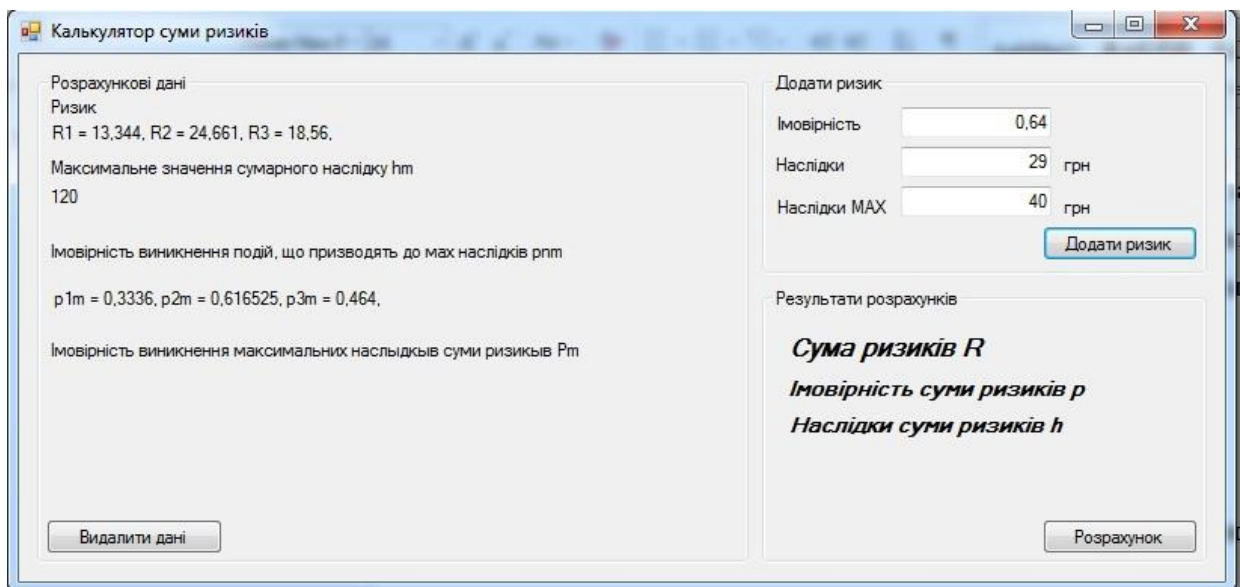 Калькулятор суми ризиків
Розрахункові дані
Ризик
R1 = 13,344, R2 = 24,661, R3 = 18,56,
Максимальне значення сумарного наслідку hm
120
Імовірність виникнення подій, що призводять до мах наслідків pnm
p1m = 0,3336, p2m = 0,616525, p3m = 0,464,
Імовірність виникнення максимальних наслыдкыв суми ризикыв Pm
Видалити дані
Додати ризик
Імовірність 0,64
Наслідки 29 грн
Наслідки MAX 40 грн
Додати ризик
Результати розрахунків
Сума ризиків R
Імовірність суми ризиків p
Наслідки суми ризиків h
Розрахунок